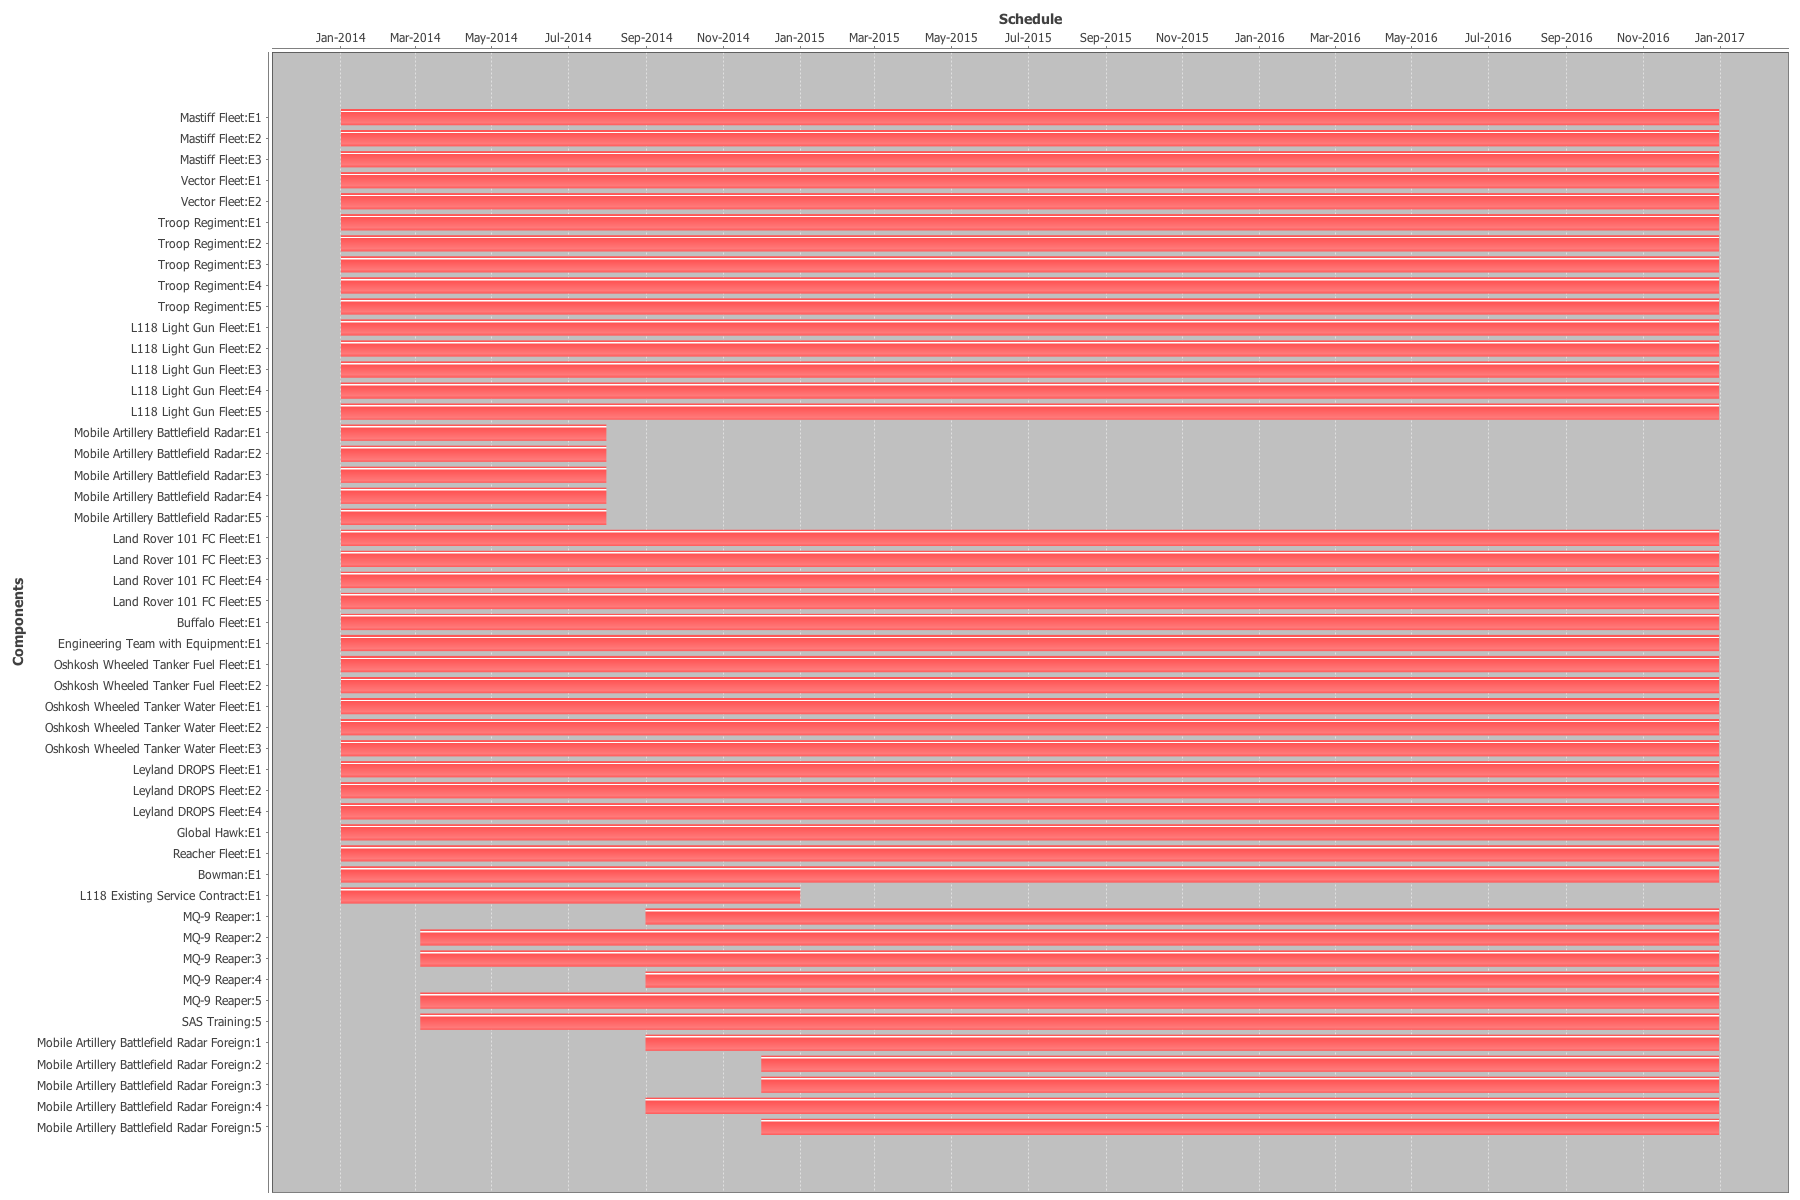 Schedule
Jan-2014 Mar-2014 May-2014 Jul-2014 Sep-2014 Nov-2014 Jan-2015 Mar-2015 May-2015 Jul-2015 Sep-2015 Nov-2015 Jan-2016 Mar-2016 May-2016 Jul-2016 Sep-2016 Nov-2016 Jan-2017
Mastiff Fleet:E1
Mastiff Fleet:E2
Mastiff Fleet:E3
Vector Fleet:E1
Vector Fleet:E2
Troop Regiment:E1
Troop Regiment:E2
Troop Regiment:E3
Troop Regiment:E4
Troop Regiment:E5
L118 Light Gun Fleet:E1
L118 Light Gun Fleet:E2
L118 Light Gun Fleet:E3
L118 Light Gun Fleet:E4
L118 Light Gun Fleet:E5
Mobile Artillery Battlefield Radar:E1
Mobile Artillery Battlefield Radar:E2
Mobile Artillery Battlefield Radar:E3
Mobile Artillery Battlefield Radar:E4
Mobile Artillery Battlefield Radar:E5
Land Rover 101 FC Fleet:E1
Land Rover 101 FC Fleet:E3
Land Rover 101 FC Fleet:E4
Land Rover 101 FC Fleet:E5
Buffalo Fleet:E1
Engineering Team with Equipment:E1
Oshkosh Wheeled Tanker Fuel Fleet:E1
Oshkosh Wheeled Tanker Fuel Fleet:E2
Oshkosh Wheeled Tanker Water Fleet:E1
Oshkosh Wheeled Tanker Water Fleet:E2
Oshkosh Wheeled Tanker Water Fleet:E3
Leyland DROPS Fleet:E1
Leyland DROPS Fleet:E2
Leyland DROPS Fleet:E4
Global Hawk:E1
Reacher Fleet:E1
Bowman:E1
L118 Existing Service Contract:E1
MQ-9 Reaper:1
MQ-9 Reaper:2
MQ-9 Reaper:3
MQ-9 Reaper:4
MQ-9 Reaper:5
SAS Training:5
Mobile Artillery Battlefield Radar Foreign:1
Mobile Artillery Battlefield Radar Foreign:2
Mobile Artillery Battlefield Radar Foreign:3
Mobile Artillery Battlefield Radar Foreign:4
Mobile Artillery Battlefield Radar Foreign:5
Components